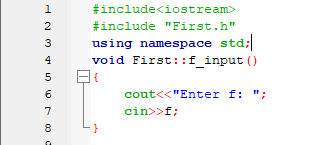 1 #include<iostream>
2 #include "First.h"
3 using namespace std;
4 void First::f_input()
5 {
6 cout<<"Enter f: ";
7 cin>>f;
8 }